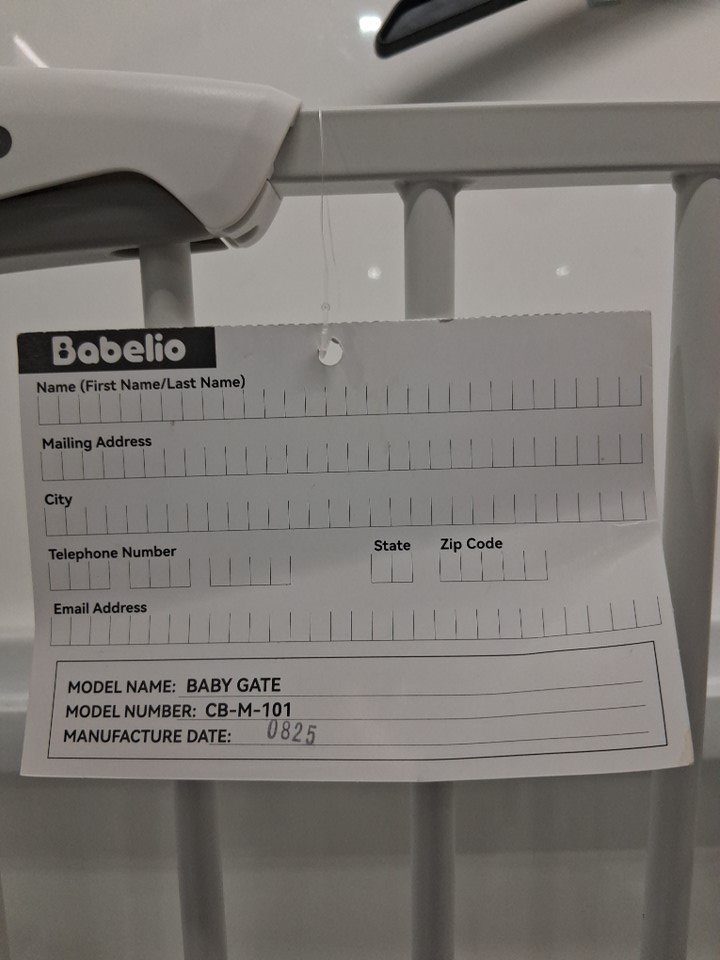 Babelio
Name (First Name/Last Name)
Mailing Address
City
Telephone Number State Zip Code
Email Address
MODEL NAME: BABY GATE
MODEL NUMBER: CB-M-101
MANUFACTURE DATE: 0825